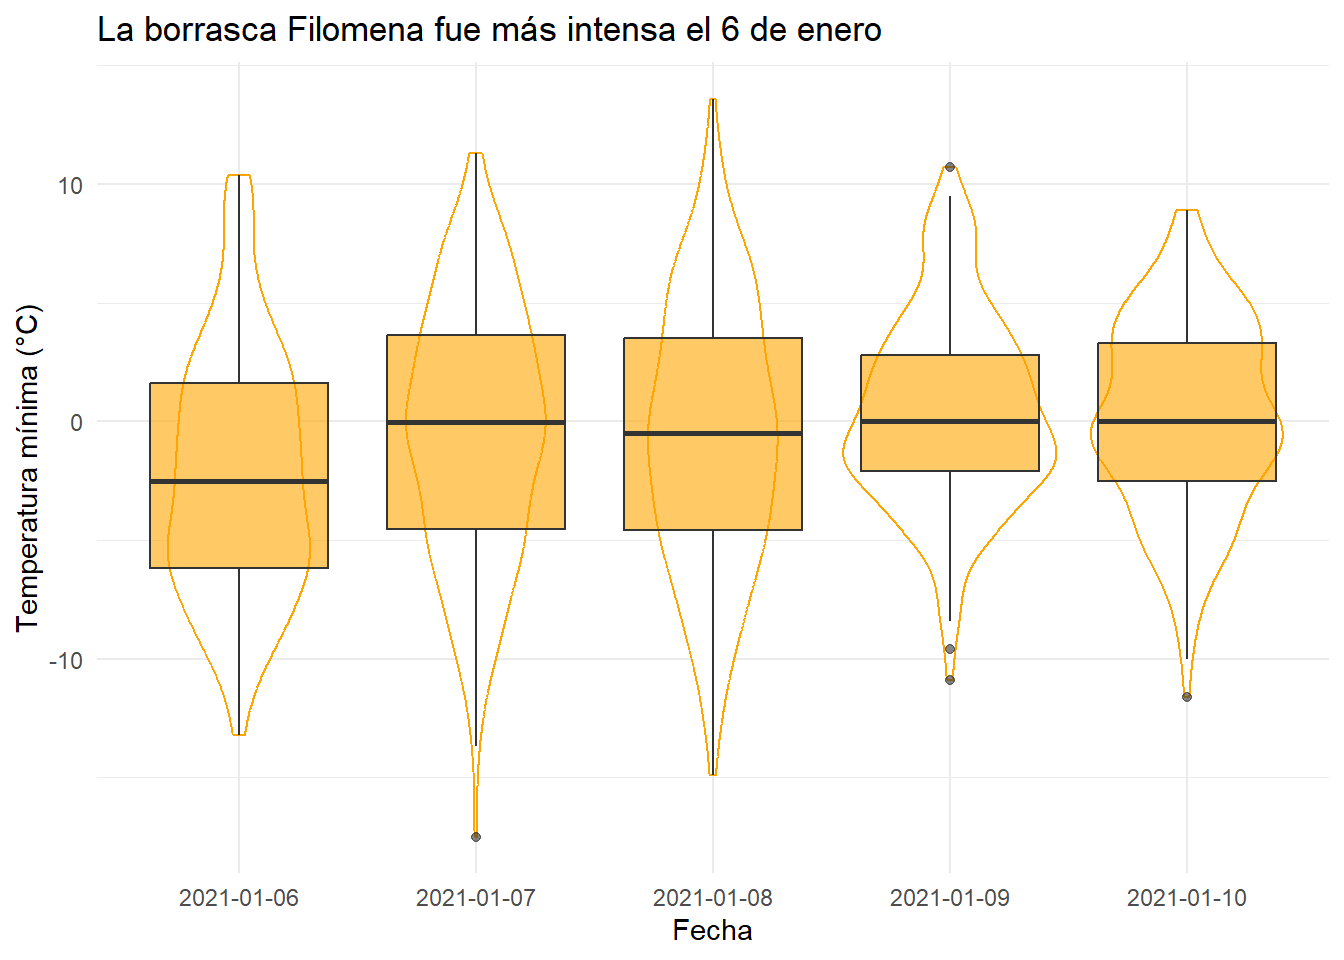 La borrasca Filomena fue más intensa el 6 de enero
Temperatura mínima (°C)
10
0
-10
2021-01-06 2021-01-07 2021-01-08 2021-01-09 2021-01-10
Fecha